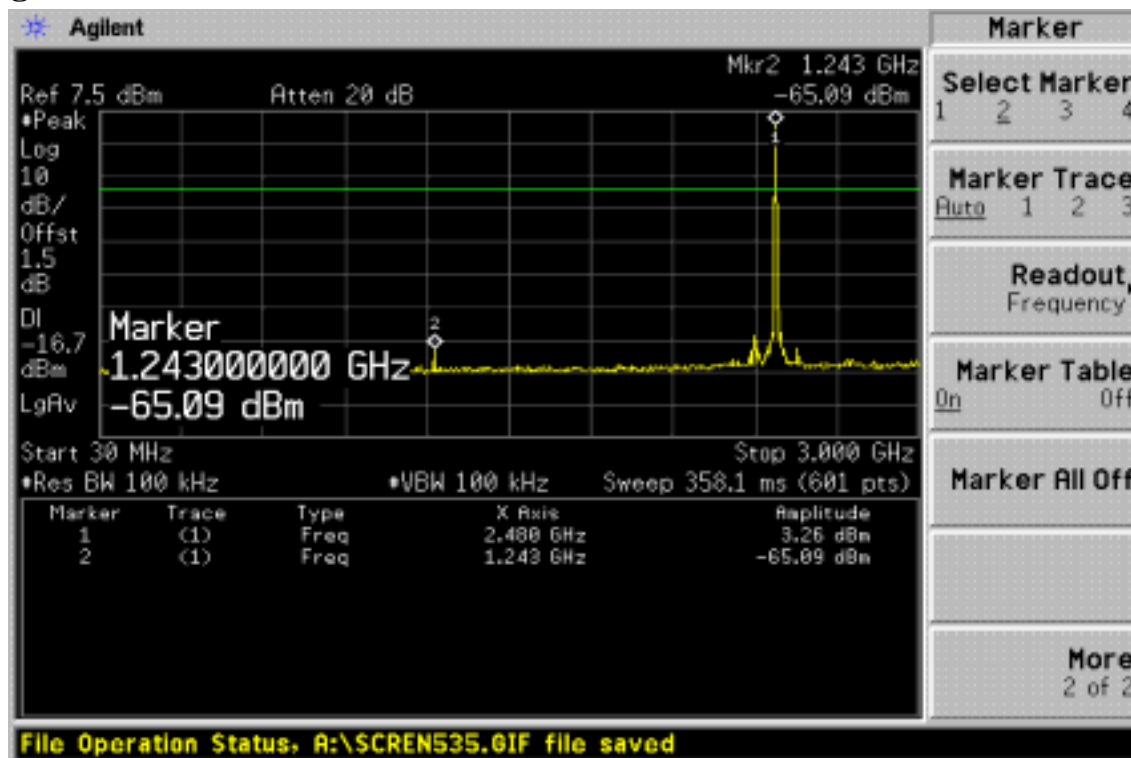 Agilent
Mkr2 1.243 GHz
Ref 7.5 dBm Atten 20 dB -65.09 dBm
#Peak
Log
10
dB/
Offst
1.5
dB
DI
-16.7
dBm
LgAv
1
2
Marker
1.243000000 GHz
-65.09 dBm
Start 30 MHz Stop 3.000 GHz
#Res BW 100 kHz #VBW 100 kHz Sweep 358.1 ms (601 pts)
Marker Trace Type X Axis Amplitude
1 (1) Freq 2.480 GHz 3.26 dBm
2 (1) Freq 1.243 GHz -65.09 dBm
File Operation Status, A:\SCREN535.GIF file saved
Marker
Select Marker
1 2 3 4
Marker Trace
Auto 1 2 3
Readout
Frequency
Marker Table
On Off
Marker All Off
More
2 of 2